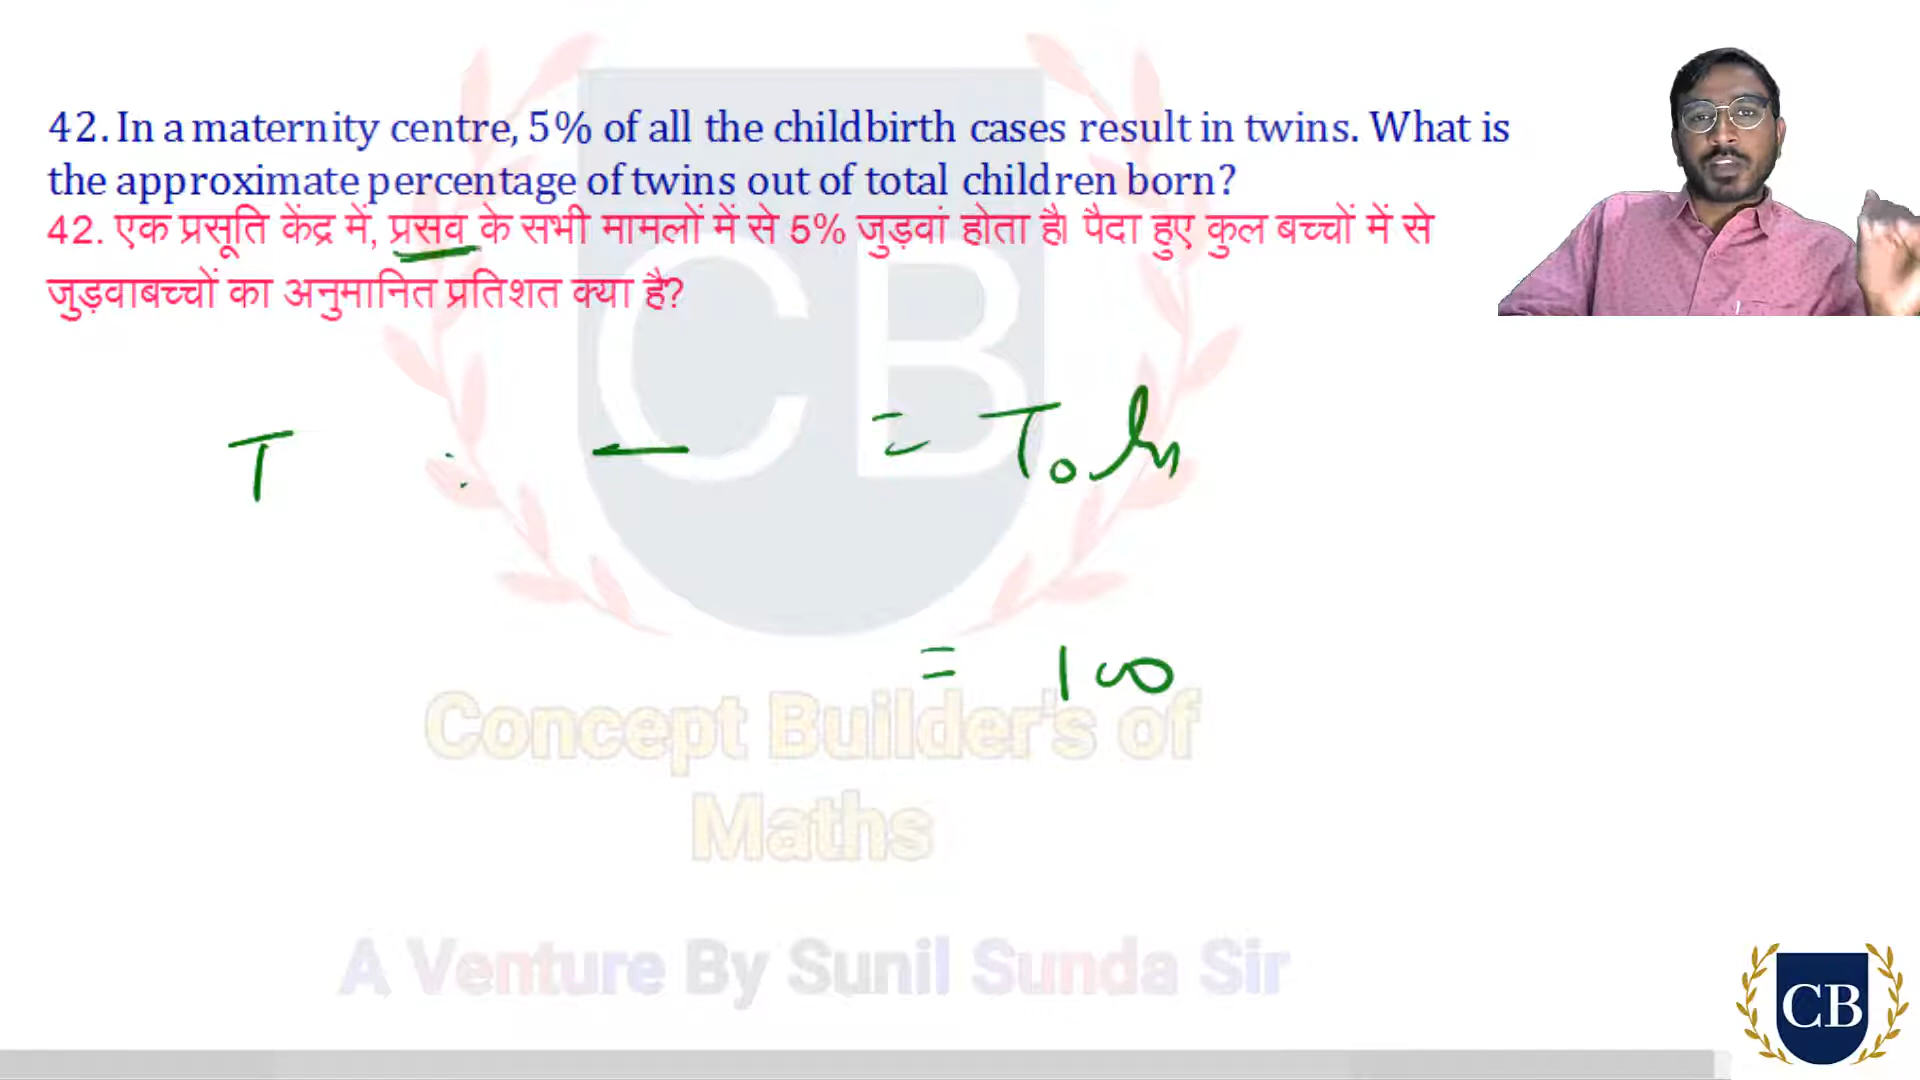 42. In a maternity centre, 5% of all the childbirth cases result in twins. What is
the approximate percentage of twins out of total children born?
42. एक प्रसूति केंद्र में, प्रसव के सभी मामलों में से 5% जुड़वां होता है। पैदा हुए कुल बच्चों में से
जुड़वाबच्चों का अनुमानित प्रतिशत क्या है?
CB
T : — =
= 100
Concept Builder's of
Maths
A Venture By Sunil Sunda Sir
CB